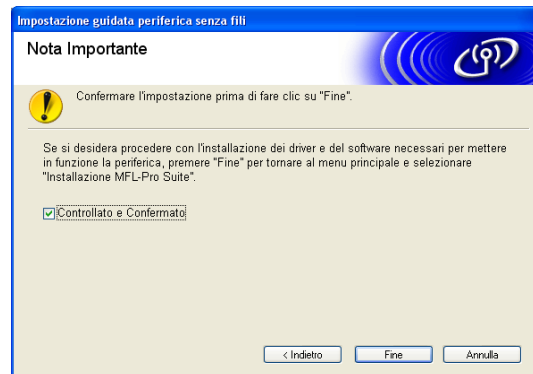 Impostazione guidata periferica senza fili
Nota Importante
Confermare l'impostazione prima di fare clic su "Fine".
Se si desidera procedere con l'installazione dei driver e del software necessari per mettere
in funzione la periferica, premere "Fine" per tornare al menu principale e selezionare
"Installazione MFL-Pro Suite".
Controllato e Confermato
< Indietro
Fine
Annulla